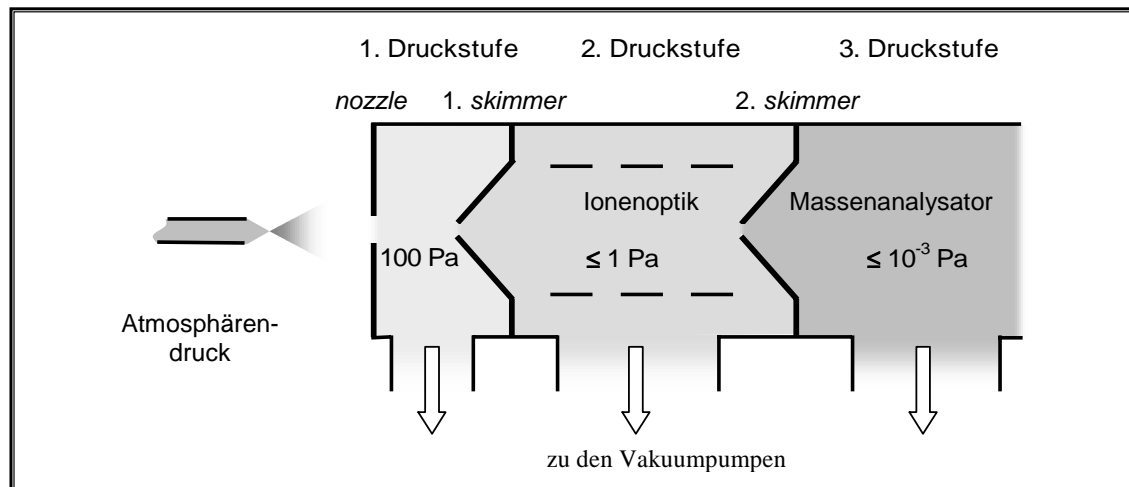 1. Druckstufe 2. Druckstufe 3. Druckstufe
nozzle 1. skimmer 2. skimmer
Ionenoptik Massenanalysator
100 Pa ≤ 1 Pa ≤ 10⁻³ Pa
Atmosphären-
druck
zu den Vakuumpumpen